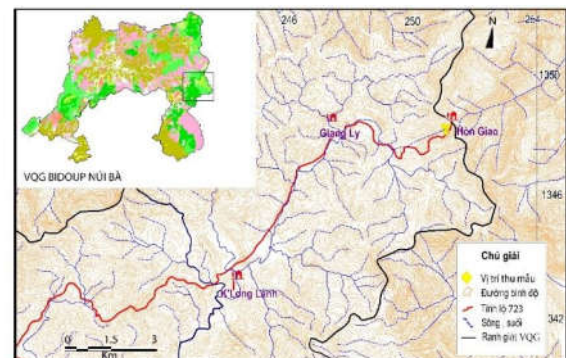 246
250
254
N
1350
Giang Ly
Hòn Giao
VQG BIDOUP NÚI BÀ
1346
Chú giải
Vị trí thu mẫu
Đường bình độ
Tỉnh lộ 723
Sông, suối
Ranh giới VQG
K'Long Lanh
342
0 1.5 3
Km